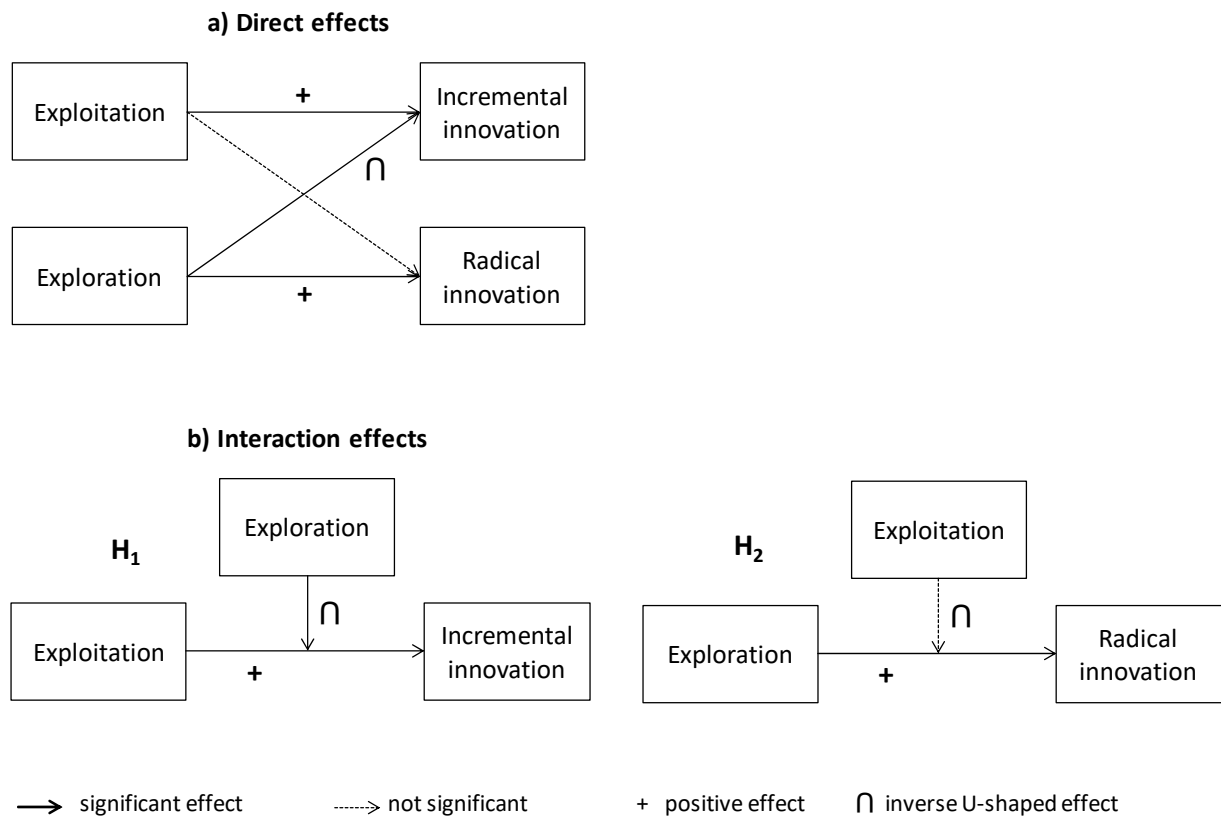 a) Direct effects
Exploitation
+
Incremental
innovation
∩
Exploration
+
Radical
innovation
b) Interaction effects
H₁
Exploration
∩
Exploitation
+
Incremental
innovation
H₂
Exploitation
∩
Exploration
+
Radical
innovation
significant effect
not significant
+ positive effect
∩ inverse U-shaped effect